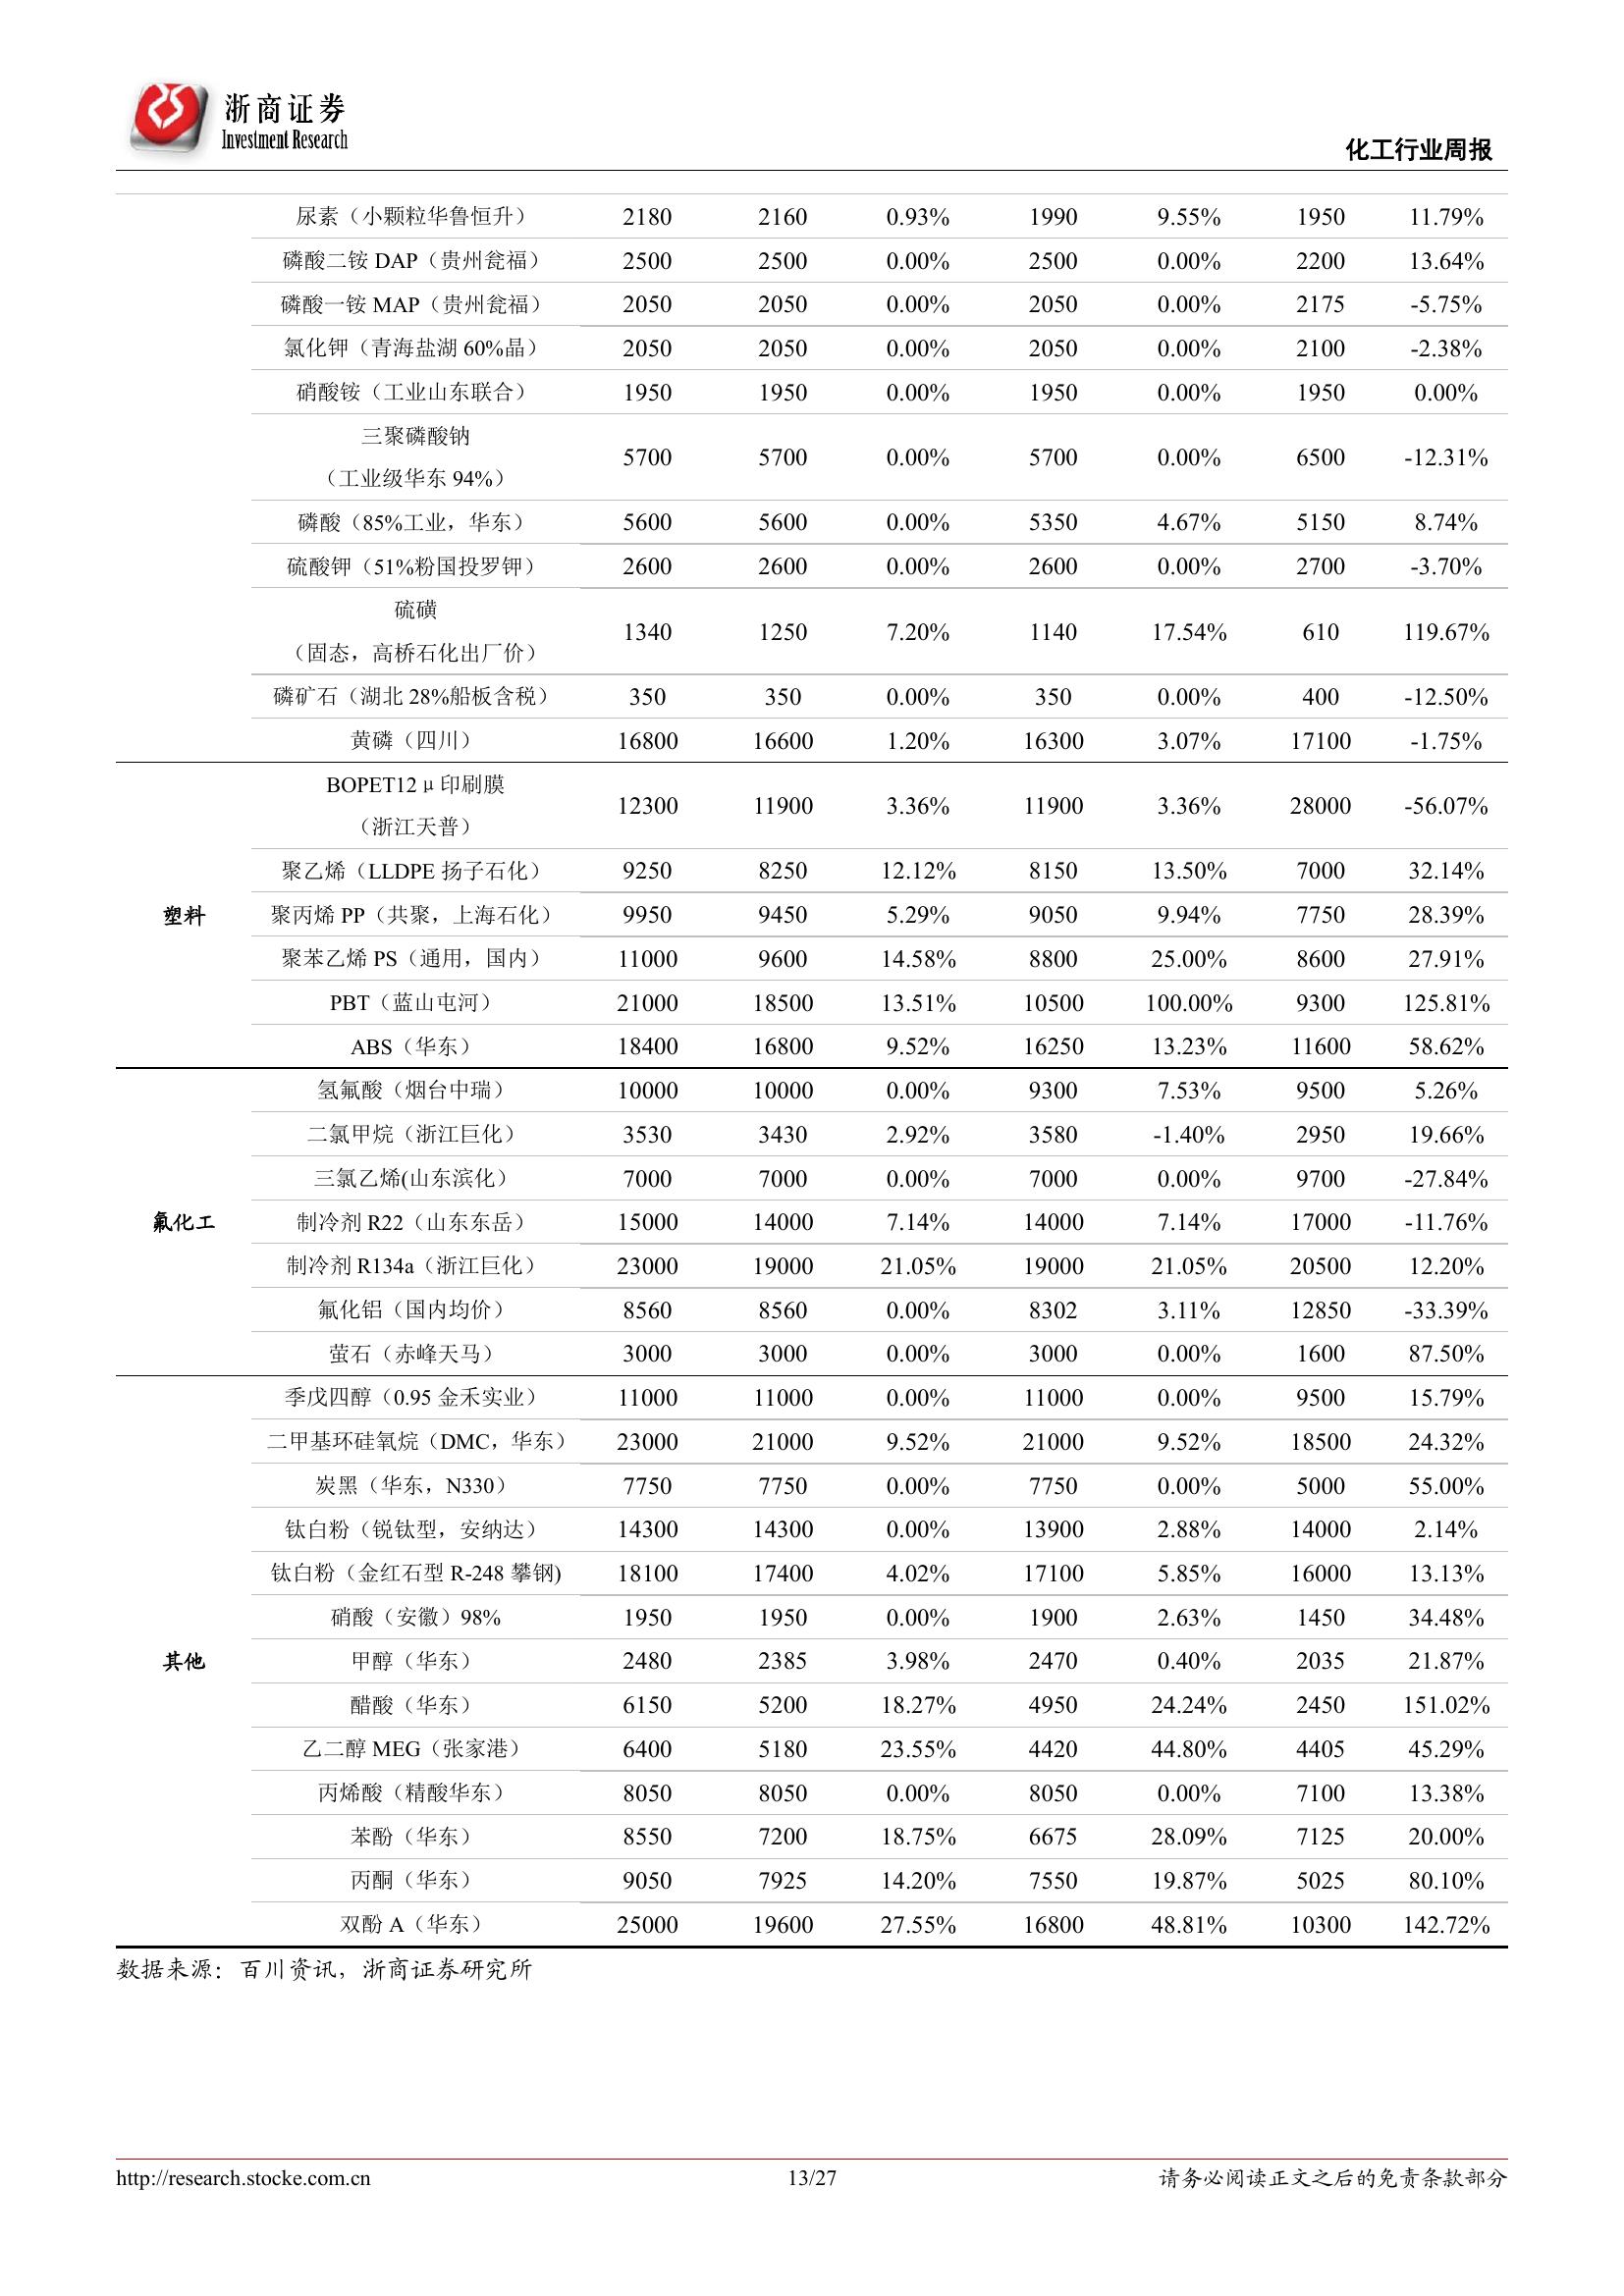 浙商证券
Investment Research
化工行业周报
尿素（小颗粒华鲁恒升） 2180 2160 0.93% 1990 9.55% 1950 11.79%
磷酸二铵 DAP（贵州瓮福） 2500 2500 0.00% 2500 0.00% 2200 13.64%
磷酸一铵 MAP（贵州瓮福） 2050 2050 0.00% 2050 0.00% 2175 -5.75%
氯化钾（青海盐湖 60%晶） 2050 2050 0.00% 2050 0.00% 2100 -2.38%
硝酸铵（工业山东联合） 1950 1950 0.00% 1950 0.00% 1950 0.00%
三聚磷酸钠
（工业级华东 94%） 5700 5700 0.00% 5700 0.00% 6500 -12.31%
磷酸（85%工业，华东） 5600 5600 0.00% 5350 4.67% 5150 8.74%
硫酸钾（51%粉国投罗钾） 2600 2600 0.00% 2600 0.00% 2700 -3.70%
硫磺
（固态，高桥石化出厂价） 1340 1250 7.20% 1140 17.54% 610 119.67%
磷矿石（湖北 28%船板含税） 350 350 0.00% 350 0.00% 400 -12.50%
黄磷（四川） 16800 16600 1.20% 16300 3.07% 17100 -1.75%
BOPET12μ印刷膜
（浙江天普） 12300 11900 3.36% 11900 3.36% 28000 -56.07%
聚乙烯（LLDPE 扬子石化） 9250 8250 12.12% 8150 13.50% 7000 32.14%
塑料 聚丙烯 PP（共聚，上海石化） 9950 9450 5.29% 9050 9.94% 7750 28.39%
聚苯乙烯 PS（通用，国内） 11000 9600 14.58% 8800 25.00% 8600 27.91%
PBT（蓝山屯河） 21000 18500 13.51% 10500 100.00% 9300 125.81%
ABS（华东） 18400 16800 9.52% 16250 13.23% 11600 58.62%
氢氟酸（烟台中瑞） 10000 10000 0.00% 9300 7.53% 9500 5.26%
二氯甲烷（浙江巨化） 3530 3430 2.92% 3580 -1.40% 2950 19.66%
三氯乙烯(山东滨化） 7000 7000 0.00% 7000 0.00% 9700 -27.84%
氟化工 制冷剂 R22（山东东岳） 15000 14000 7.14% 14000 7.14% 17000 -11.76%
制冷剂 R134a（浙江巨化） 23000 19000 21.05% 19000 21.05% 20500 12.20%
氟化铝（国内均价） 8560 8560 0.00% 8302 3.11% 12850 -33.39%
萤石（赤峰天马） 3000 3000 0.00% 3000 0.00% 1600 87.50%
季戊四醇（0.95 金禾实业） 11000 11000 0.00% 11000 0.00% 9500 15.79%
二甲基环硅氧烷（DMC，华东） 23000 21000 9.52% 21000 9.52% 18500 24.32%
炭黑（华东，N330） 7750 7750 0.00% 7750 0.00% 5000 55.00%
钛白粉（锐钛型，安纳达） 14300 14300 0.00% 13900 2.88% 14000 2.14%
钛白粉（金红石型 R-248 攀钢) 18100 17400 4.02% 17100 5.85% 16000 13.13%
硝酸（安徽）98% 1950 1950 0.00% 1900 2.63% 1450 34.48%
其他 甲醇（华东） 2480 2385 3.98% 2470 0.40% 2035 21.87%
醋酸（华东） 6150 5200 18.27% 4950 24.24% 2450 151.02%
乙二醇 MEG（张家港） 6400 5180 23.55% 4420 44.80% 4405 45.29%
丙烯酸（精酸华东） 8050 8050 0.00% 8050 0.00% 7100 13.38%
苯酚（华东） 8550 7200 18.75% 6675 28.09% 7125 20.00%
丙酮（华东） 9050 7925 14.20% 7550 19.87% 5025 80.10%
双酚 A（华东） 25000 19600 27.55% 16800 48.81% 10300 142.72%
数据来源：百川资讯，浙商证券研究所
http://research.stocke.com.cn 13/27 请务必阅读正文之后的免责条款部分